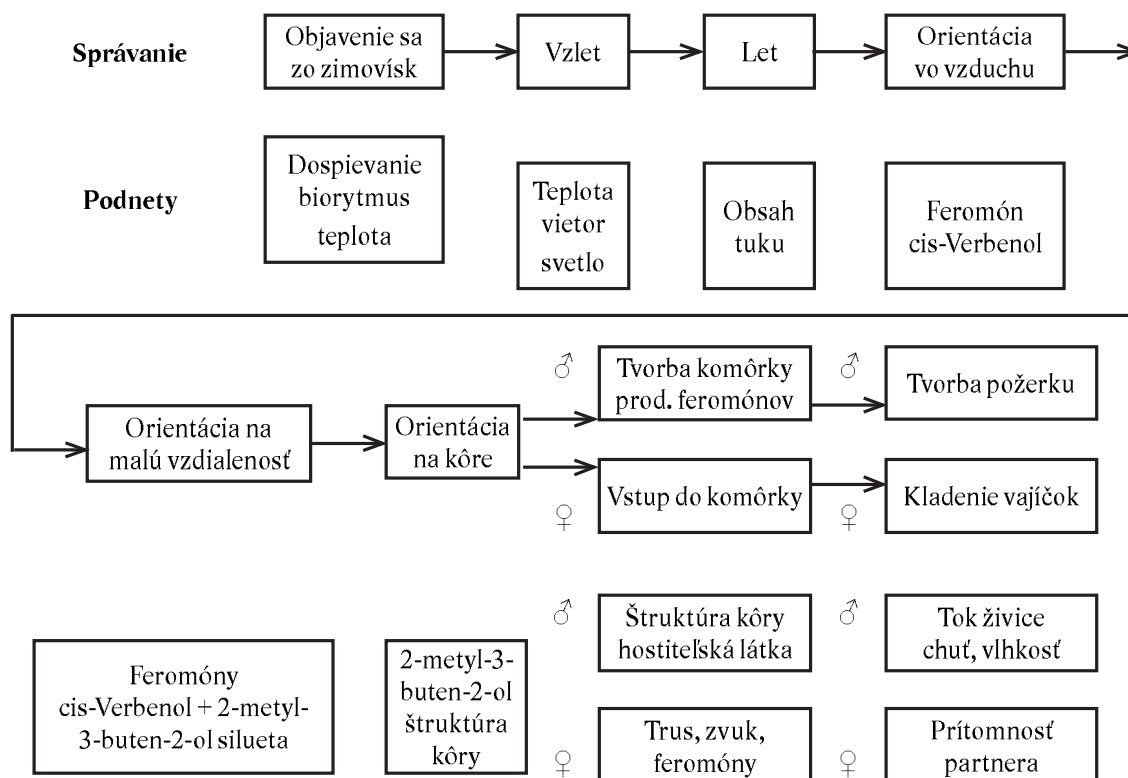 Správanie
Objavenie sa
zo zimovísk
Vzlet
Let
Orientácia
vo vzduchu
Podnety
Dospievanie
biorytmus
teplota
Teplota
vietor
svetlo
Obsah
tuku
Feromón
cis-Verbenol
Orientácia na
malú vzdialenosť
Orientácia
na kôre
♂
Tvorba komôrky
prod. feromónov
♂
Tvorba požerku
♀
Vstup do komôrky
♀
Kladenie vajíčok
Feromóny
cis-Verbenol + 2-metyl-
3-buten-2-ol silueta
2-metyl-3-
buten-2-ol
štruktúra
kôry
♂
Štruktúra kôry
hostiteľská látka
♂
Tok živice
chuť, vlhkosť
♀
Trus, zvuk,
feromóny
♀
Prítomnosť
partnera